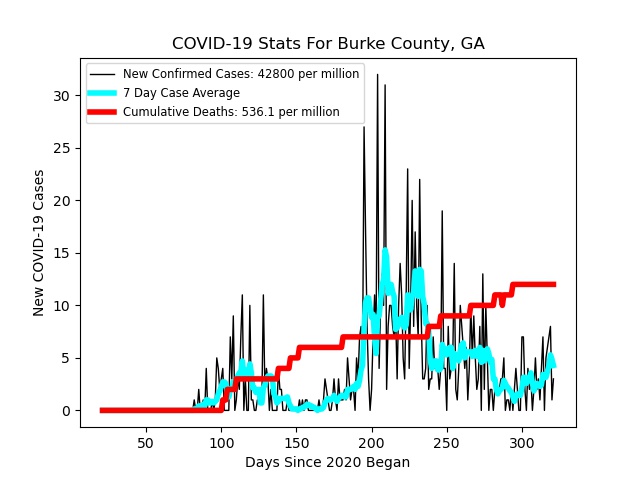 COVID-19 Stats For Burke County, GA
New Confirmed Cases: 42800 per million
7 Day Case Average
Cumulative Deaths: 536.1 per million
New COVID-19 Cases
30
25
20
15
10
5
0
50 100 150 200 250 300
Days Since 2020 Began